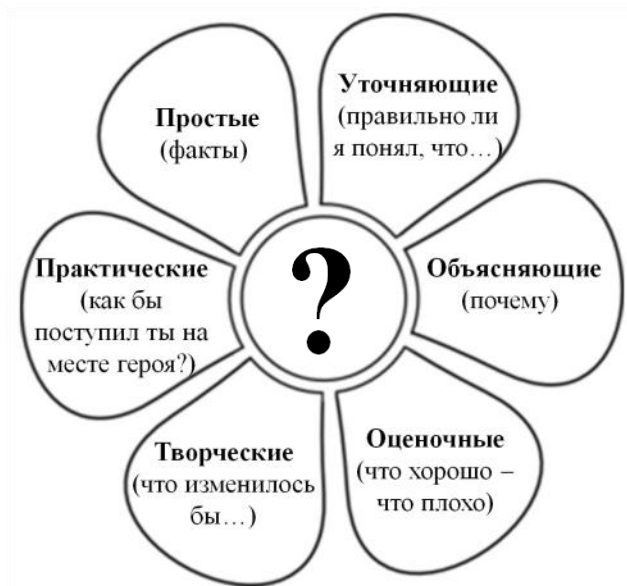 Простые
(факты)
Уточняющие
(правильно ли
я понял, что…)
Объясняющие
(почему)
Оценочные
(что хорошо –
что плохо)
Творческие
(что изменилось
бы…)
Практические
(как бы
поступил ты на
месте героя?)
?